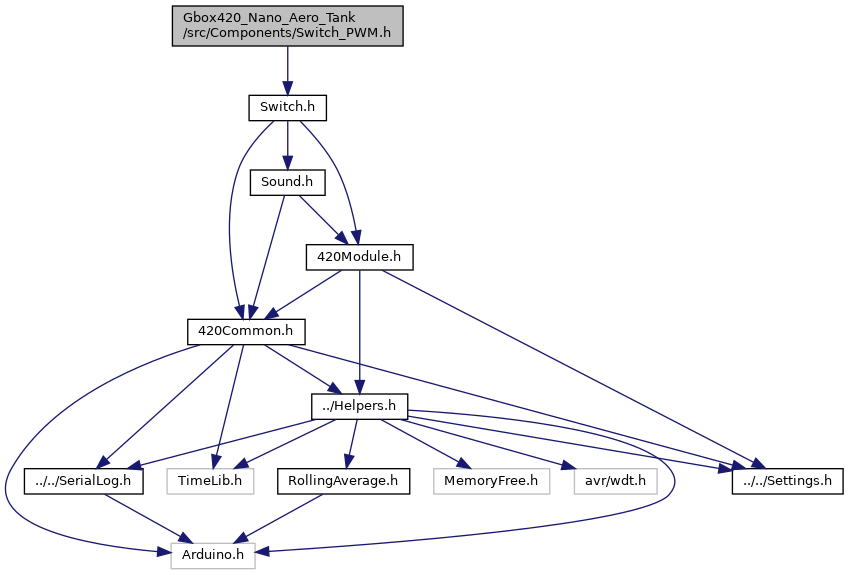 Gbox420_Nano_Aero_Tank
/src/Components/Switch_PWM.h
Switch.h
Sound.h
420Module.h
420Common.h
../Helpers.h
../../SerialLog.h
TimeLib.h
RollingAverage.h
MemoryFree.h
avr/wdt.h
../../Settings.h
Arduino.h